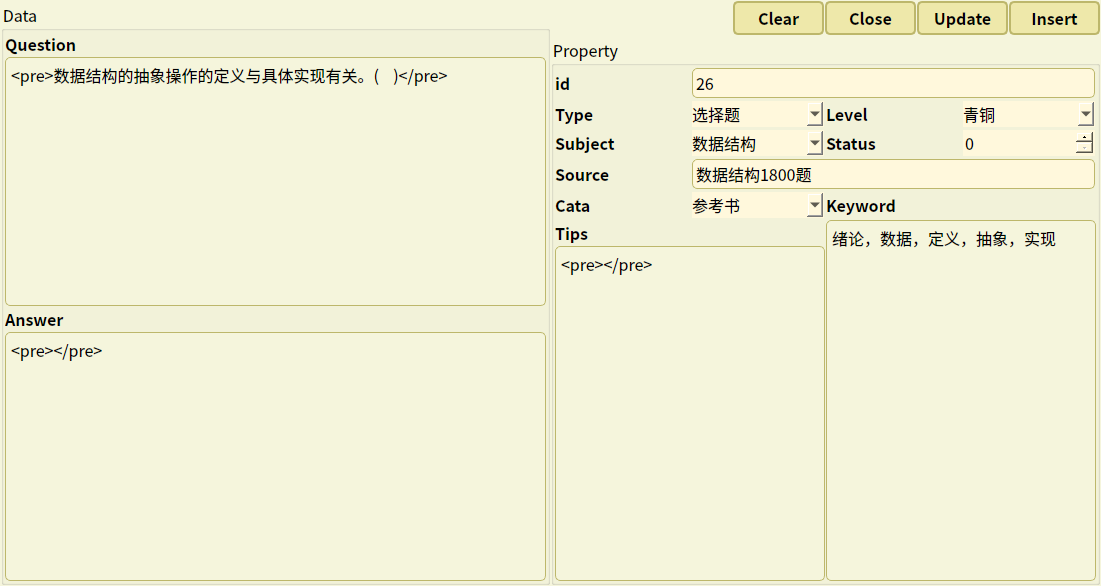 Data
Clear Close Update Insert
Question
<pre>数据结构的抽象操作的定义与具体实现有关。(   )</pre>
Answer
<pre></pre>
Property
id 26
Type 选择题 Level 青铜
Subject 数据结构 Status 0
Source 数据结构1800题
Cata 参考书 Keyword
Tips
<pre></pre>
绪论，数据，定义，抽象，实现